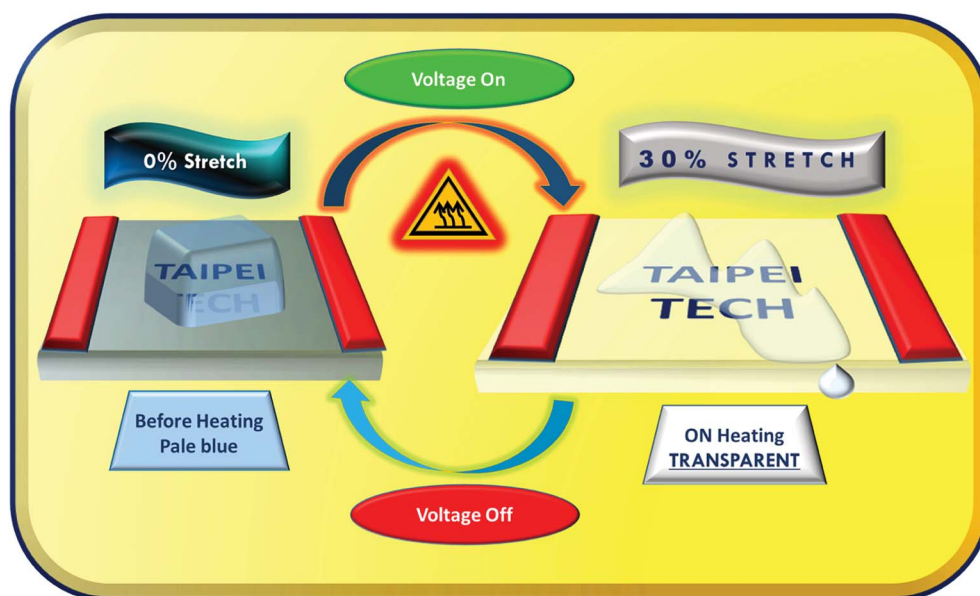 Voltage On
0% Stretch
30% STRETCH
TAIPEI
TECH
TAIPEI
TECH
Before Heating
Pale blue
ON Heating
TRANSPARENT
Voltage Off